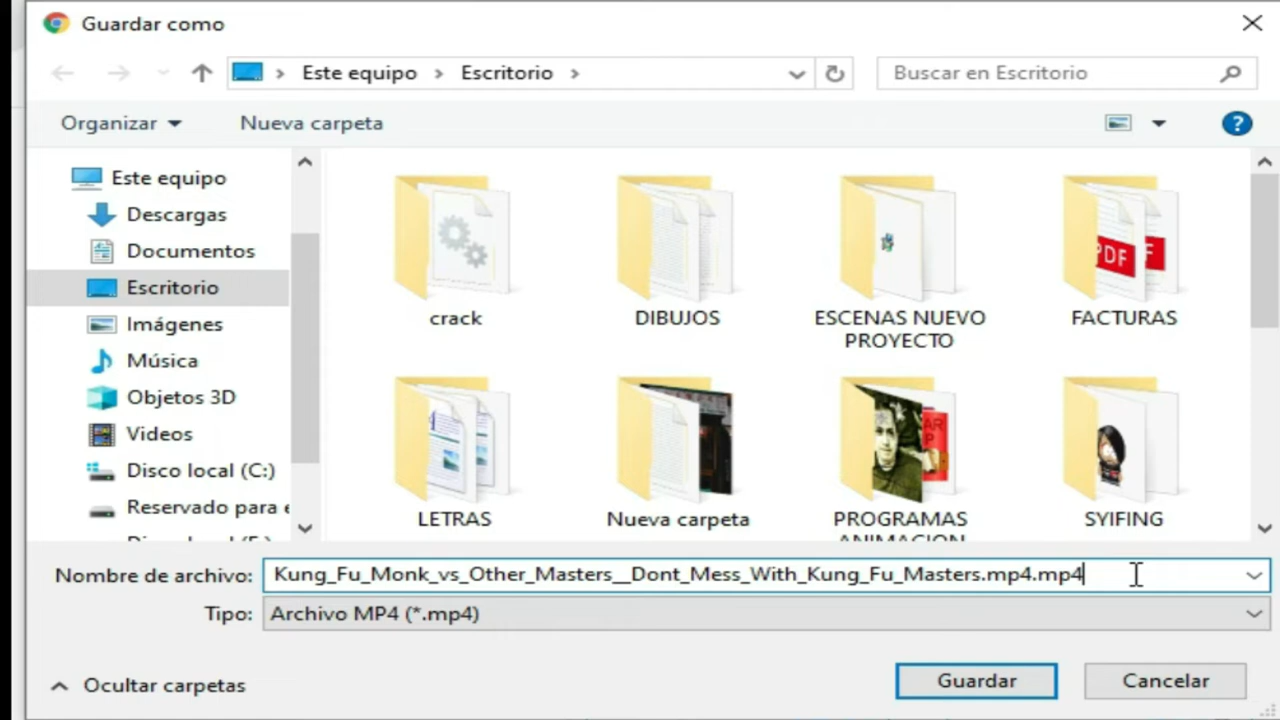 Guardar como
Este equipo > Escritorio >
Buscar en Escritorio
Organizar
Nueva carpeta
?
Este equipo
Descargas
Documentos
Escritorio
Imágenes
Música
Objetos 3D
Videos
Disco local (C:)
Reservado para e
crack
DIBUJOS
ESCENAS NUEVO
PROYECTO
FACTURAS
PDF
LETRAS
Nueva carpeta
PROGRAMAS
ANIMACION
SYIFING
Nombre de archivo: Kung_Fu_Monk_vs_Other_Masters__Dont_Mess_With_Kung_Fu_Masters.mp4.mp4
Tipo: Archivo MP4 (*.mp4)
Ocultar carpetas
Guardar
Cancelar